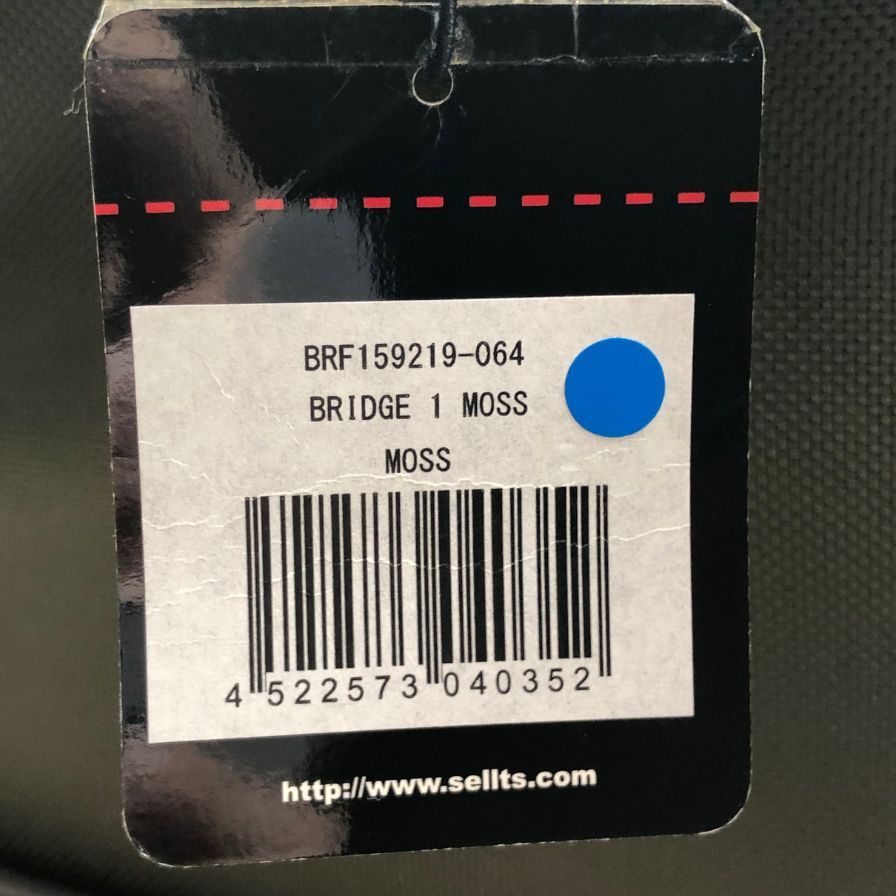 BRF159219-064
BRIDGE 1 MOSS
MOSS
4 522573 040352
http://www.sellts.com